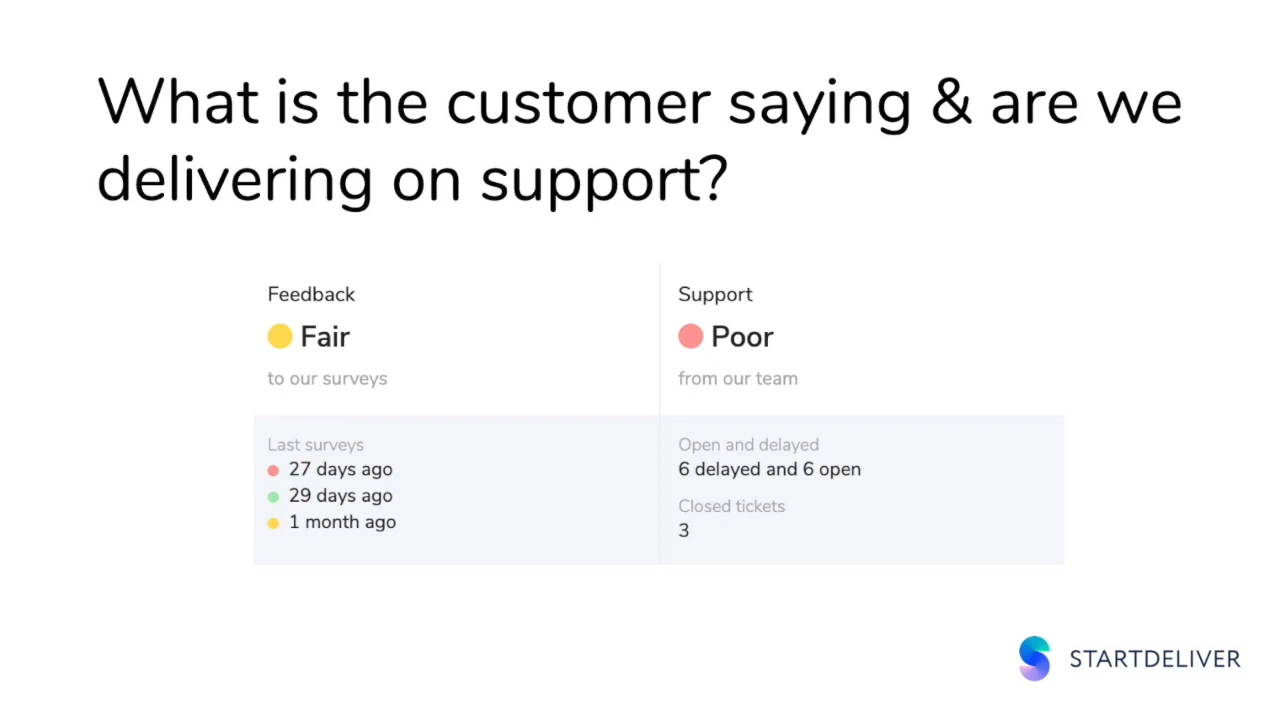 What is the customer saying & are we
delivering on support?
Feedback
Fair
to our surveys
Last surveys
27 days ago
29 days ago
1 month ago
Support
Poor
from our team
Open and delayed
6 delayed and 6 open
Closed tickets
3
STARTDELIVER